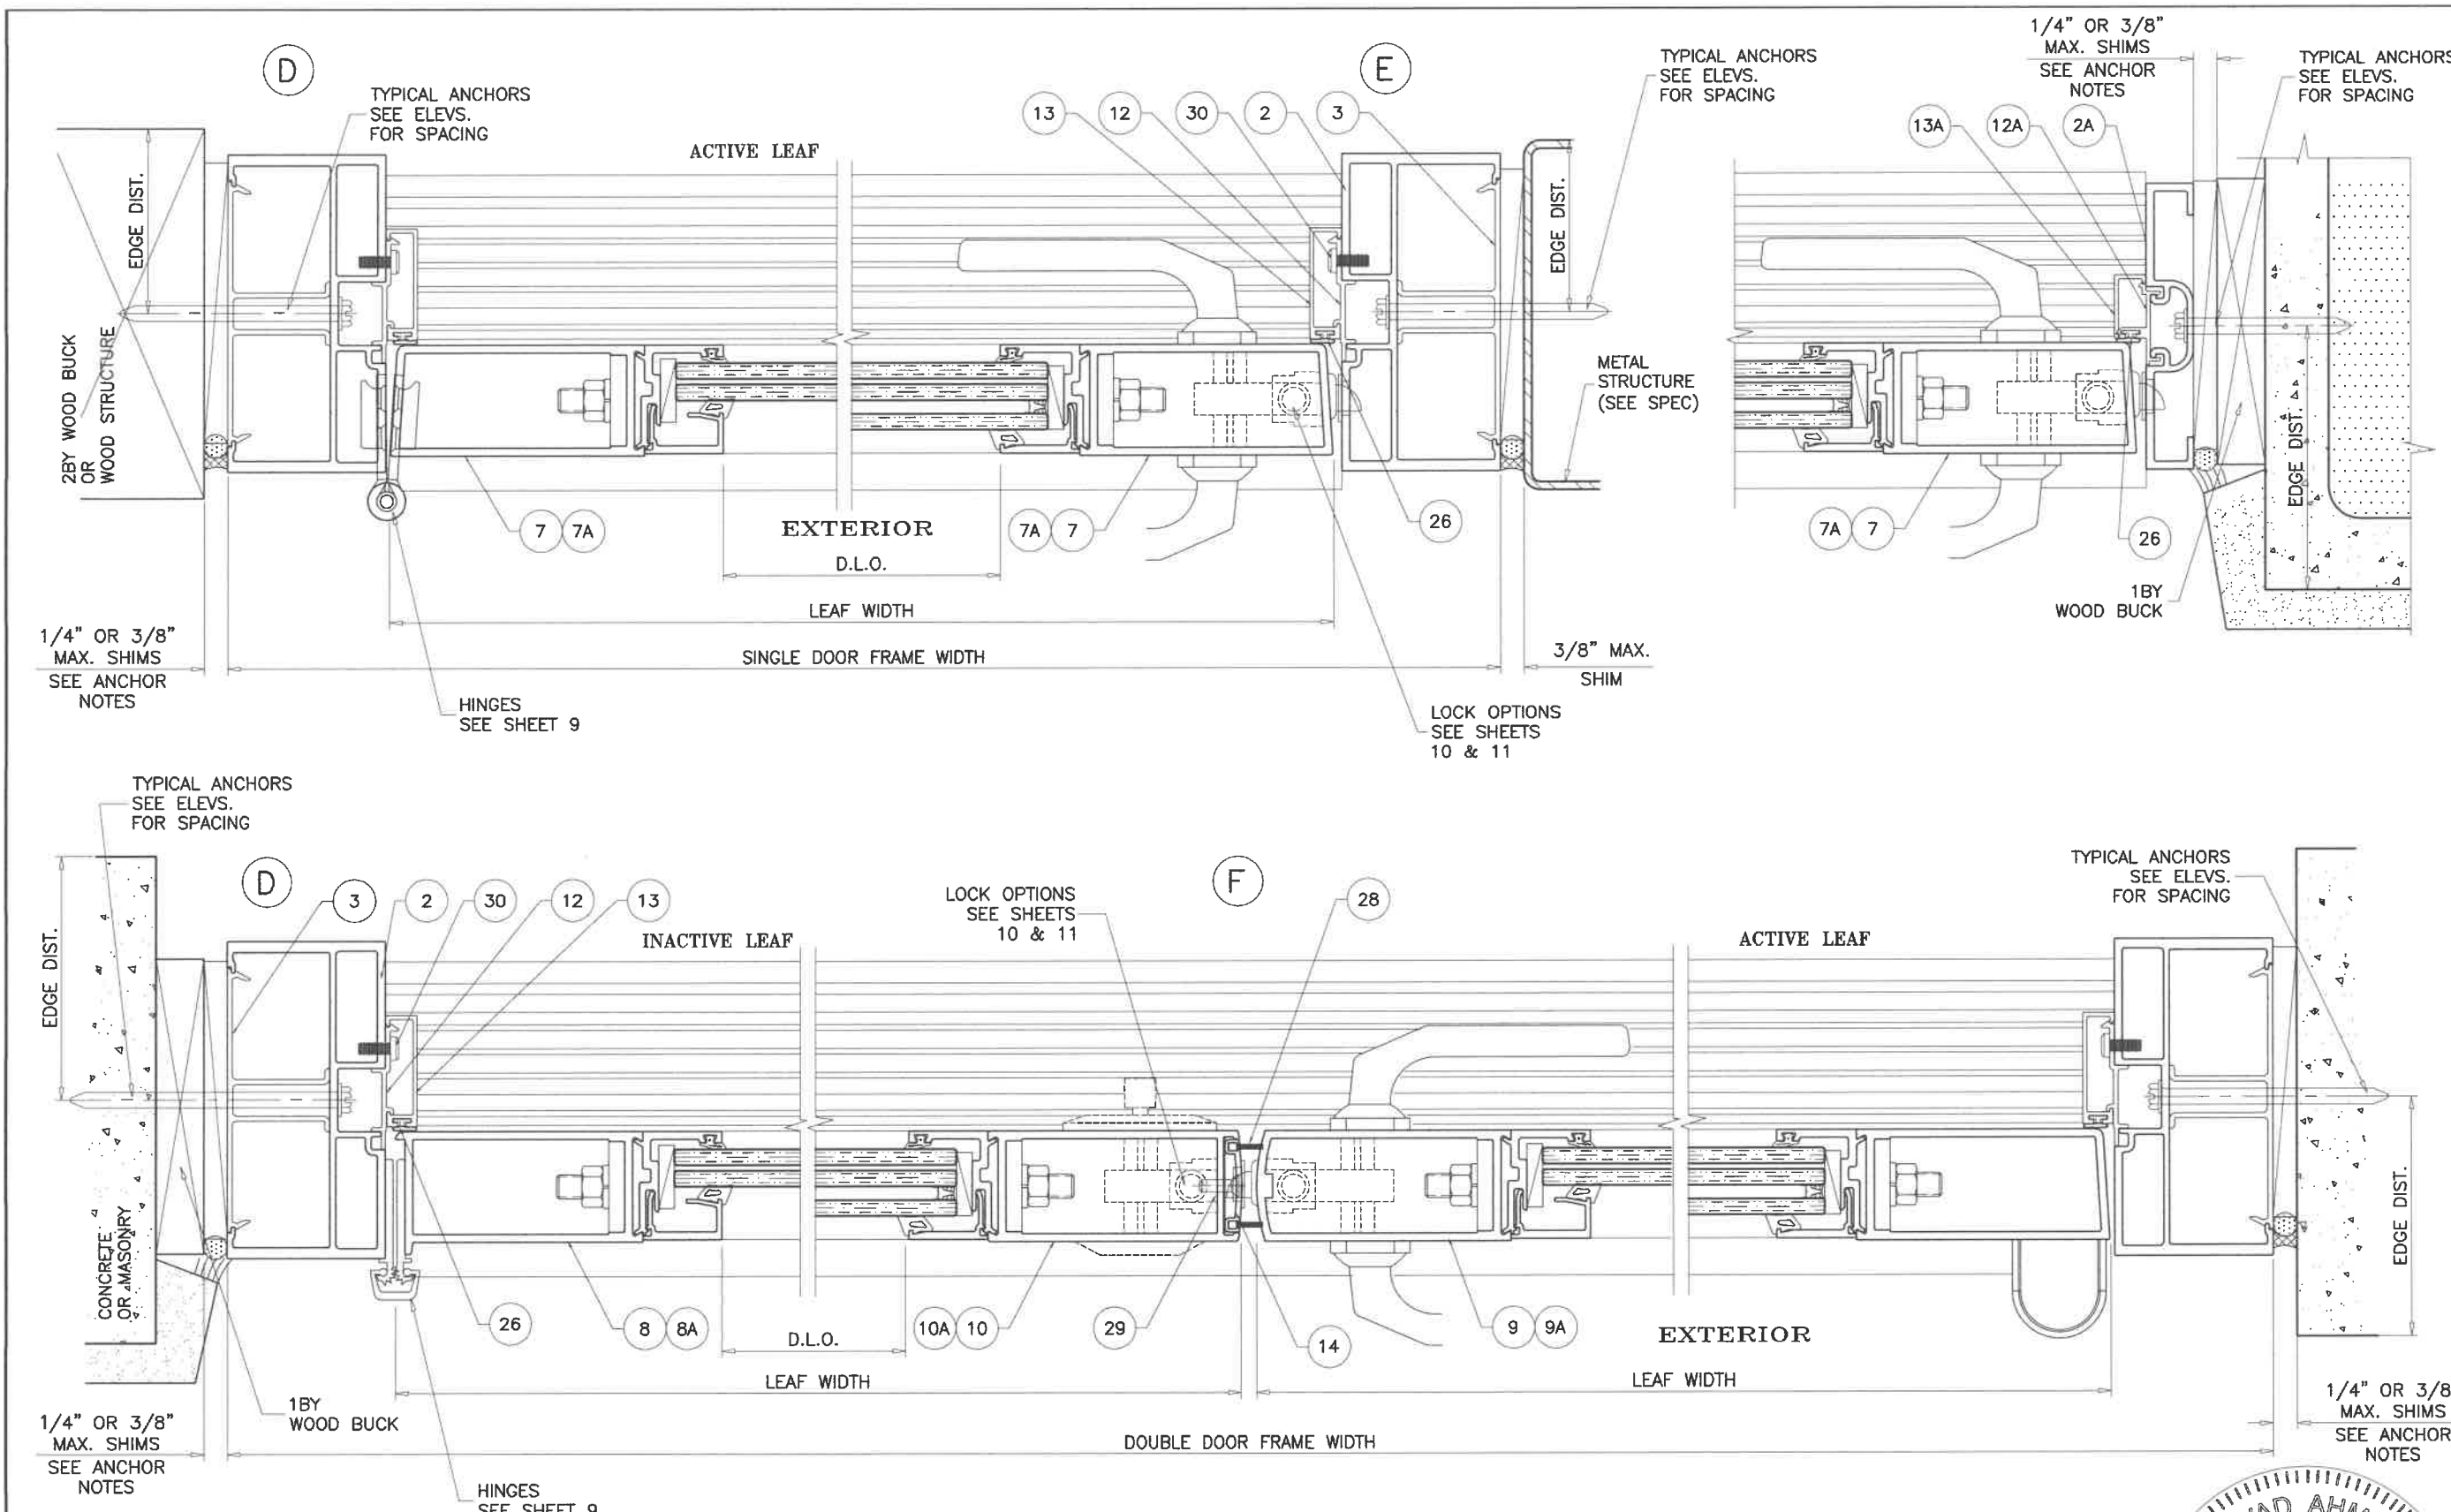 D
TYPICAL ANCHORS
SEE ELEVS.
FOR SPACING
ACTIVE LEAF
13
12
30
2
E
3
TYPICAL ANCHORS
SEE ELEVS.
FOR SPACING
1/4" OR 3/8"
MAX. SHIMS
SEE ANCHOR
NOTES
TYPICAL ANCHORS
SEE ELEVS.
FOR SPACING
13A
12A
2A
EDGE DIST.
EDGE DIST.
2BY WOOD BUCK
OR
WOOD STRUCTURE
METAL
STRUCTURE
(SEE SPEC)
EDGE DIST.
7
7A
EXTERIOR
D.L.O.
7A
7
26
7A
7
26
1BY
WOOD BUCK
LEAF WIDTH
1/4" OR 3/8"
MAX. SHIMS
SEE ANCHOR
NOTES
SINGLE DOOR FRAME WIDTH
3/8" MAX.
SHIM
HINGES
SEE SHEET 9
LOCK OPTIONS
SEE SHEETS
10 & 11
TYPICAL ANCHORS
SEE ELEVS.
FOR SPACING
D
3
2
30
12
13
INACTIVE LEAF
LOCK OPTIONS
SEE SHEETS
10 & 11
F
28
ACTIVE LEAF
TYPICAL ANCHORS
SEE ELEVS.
FOR SPACING
EDGE DIST.
CONCRETE
OR MASONRY
EDGE DIST.
26
8
8A
D.L.O.
10A
10
29
14
9
9A
EXTERIOR
LEAF WIDTH
LEAF WIDTH
1BY
WOOD BUCK
1/4" OR 3/8"
MAX. SHIMS
SEE ANCHOR
NOTES
DOUBLE DOOR FRAME WIDTH
1/4" OR 3/8
MAX. SHIMS
SEE ANCHOR
NOTES
HINGES
SEE SHEET 9